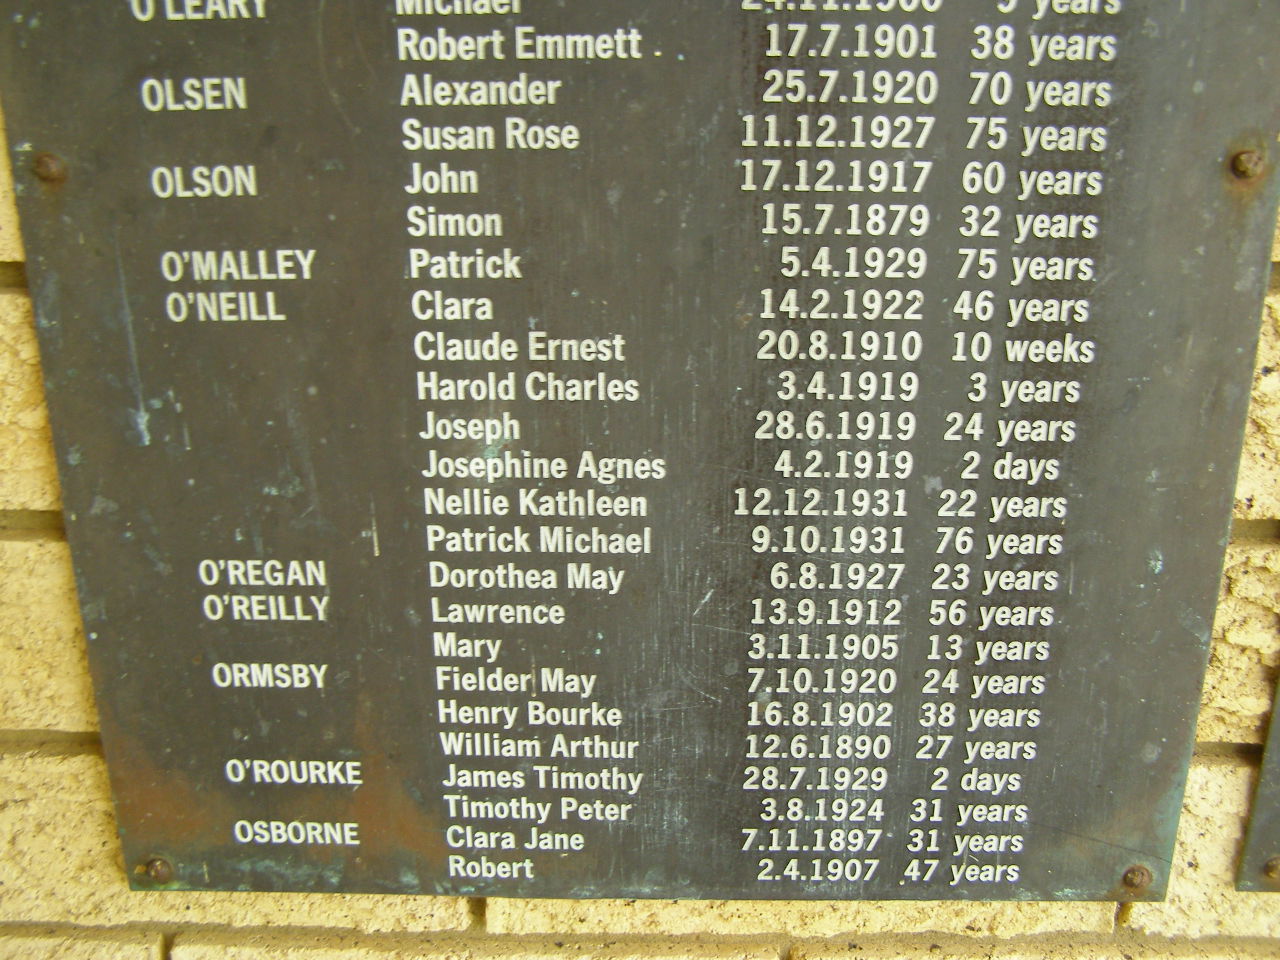 O'LEARY Michael 24.11.1900 9 years
Robert Emmett . 17.7.1901 38 years
OLSEN Alexander 25.7.1920 70 years
Susan Rose 11.12.1927 75 years
OLSON John 17.12.1917 60 years
Simon 15.7.1879 32 years
O'MALLEY Patrick 5.4.1929 75 years
O'NEILL Clara 14.2.1922 46 years
Claude Ernest 20.8.1910 10 weeks
Harold Charles 3.4.1919 3 years
Joseph 28.6.1919 24 years
Josephine Agnes 4.2.1919 2 days
Nellie Kathleen 12.12.1931 22 years
Patrick Michael 9.10.1931 76 years
O'REGAN Dorothea May 6.8.1927 23 years
O'REILLY Lawrence 13.9.1912 56 years
Mary 3.11.1905 13 years
ORMSBY Fielder May 7.10.1920 24 years
Henry Bourke 16.8.1902 38 years
William Arthur 12.6.1890 27 years
O'ROURKE James Timothy 28.7.1929 2 days
Timothy Peter 3.8.1924 31 years
OSBORNE Clara Jane 7.11.1897 31 years
Robert 2.4.1907 47 years